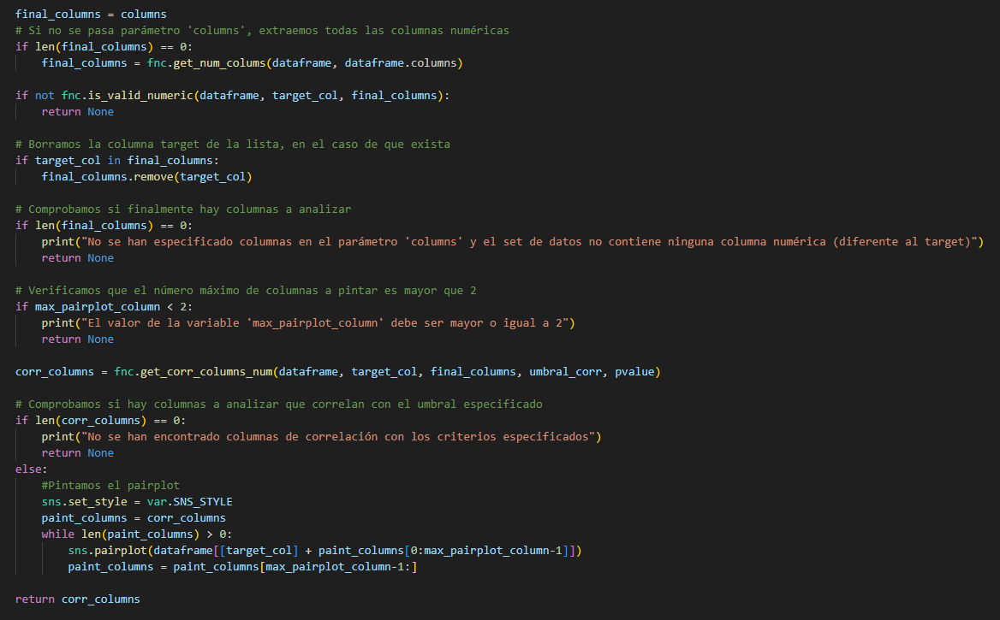 final_columns = columns
# Si no se pasa parámetro 'columns', extraemos todas las columnas numéricas
if len(final_columns) == 0:
    final_columns = fnc.get_num_colums(dataframe, dataframe.columns)

if not fnc.is_valid_numeric(dataframe, target_col, final_columns):
    return None

# Borramos la columna target de la lista, en el caso de que exista
if target_col in final_columns:
    final_columns.remove(target_col)

# Comprobamos si finalmente hay columnas a analizar
if len(final_columns) == 0:
    print("No se han especificado columnas en el parámetro 'columns' y el set de datos no contiene ninguna columna numérica (diferente al target)")
    return None

# Verificamos que el número máximo de columnas a pintar es mayor que 2
if max_pairplot_column < 2:
    print("El valor de la variable 'max_pairplot_column' debe ser mayor o igual a 2")
    return None

corr_columns = fnc.get_corr_columns_num(dataframe, target_col, final_columns, umbral_corr, pvalue)

# Comprobamos si hay columnas a analizar que correlan con el umbral especificado
if len(corr_columns) == 0:
    print("No se han encontrado columnas de correlación con los criterios especificados")
    return None
else:
    #Pintamos el pairplot
    sns.set_style = var.SNS_STYLE
    paint_columns = corr_columns
    while len(paint_columns) > 0:
        sns.pairplot(dataframe[[target_col] + paint_columns[0:max_pairplot_column-1]])
        paint_columns = paint_columns[max_pairplot_column-1:]

return corr_columns